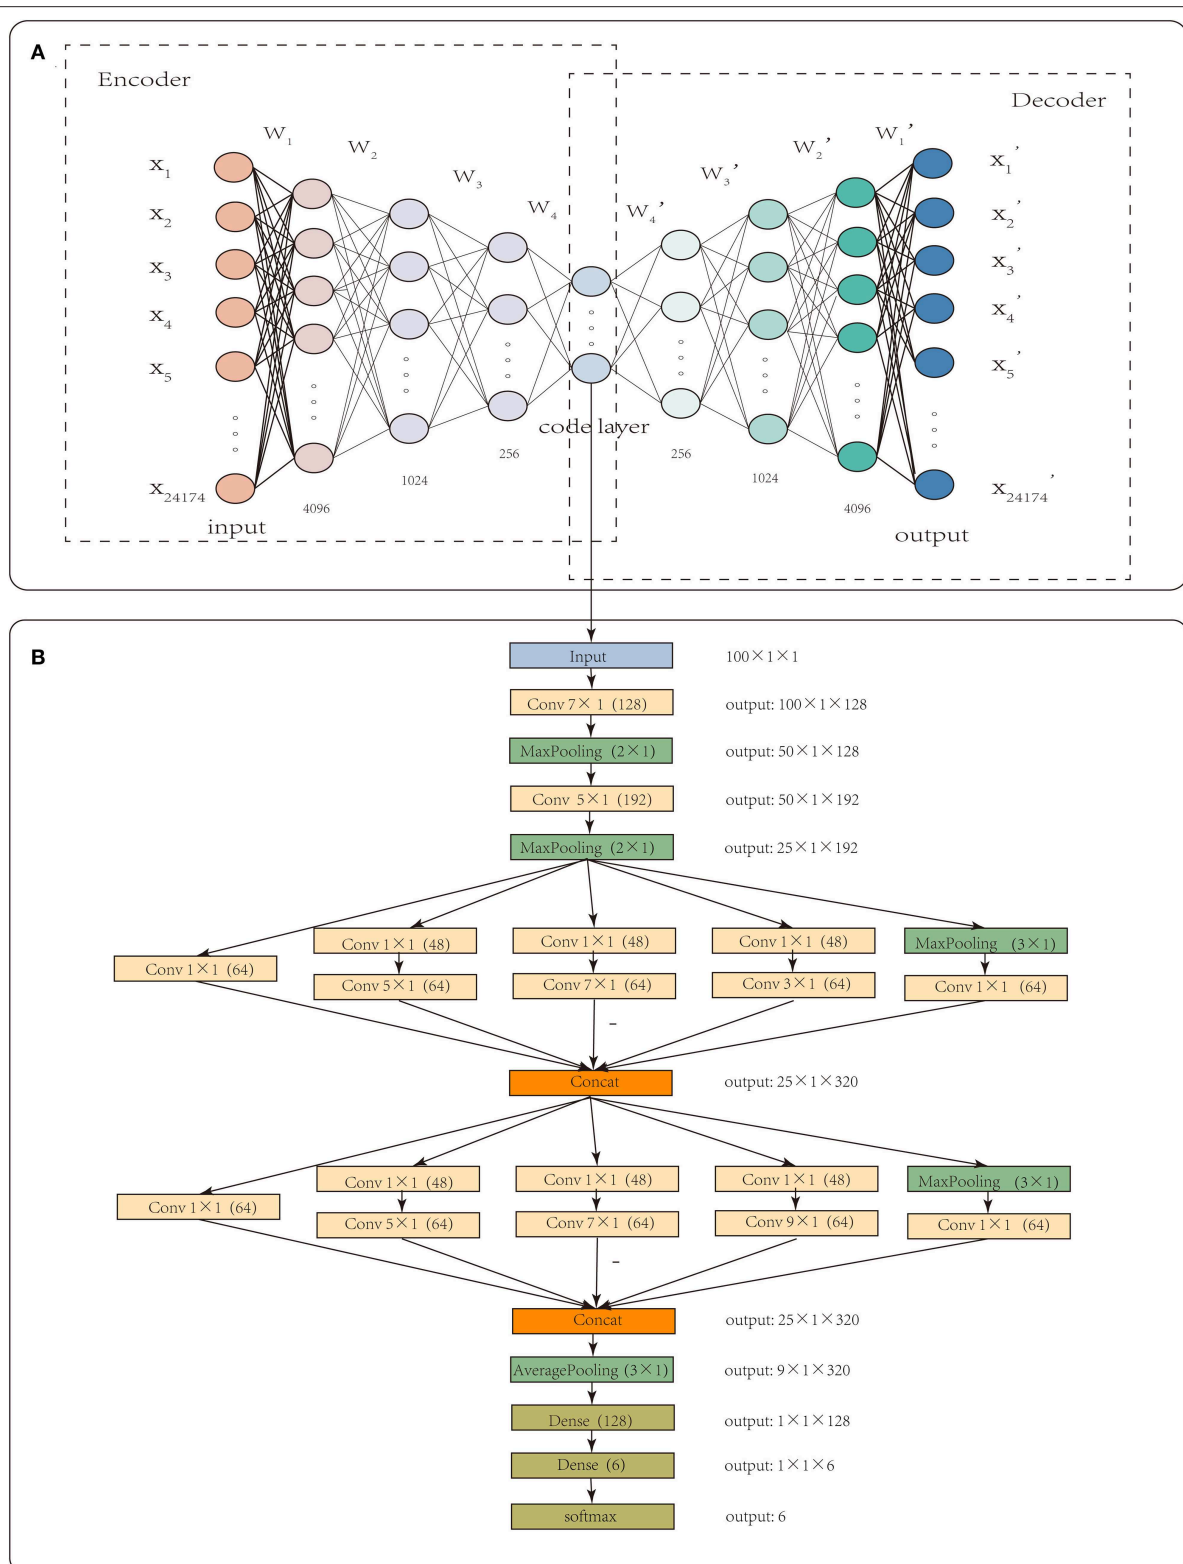 A
Encoder
Decoder
W1
W2
W3
W4
W4'
W3'
W2'
W1'
x1
x2
x3
x4
x5
x24174
x1'
x2'
x3'
x4'
x5'
x24174'
input
4096
1024
256
code layer
256
1024
4096
output
B
Input 100×1×1
Conv 7×1 (128) output: 100×1×128
MaxPooling (2×1) output: 50×1×128
Conv 5×1 (192) output: 50×1×192
MaxPooling (2×1) output: 25×1×192
Conv 1×1 (48) Conv 1×1 (48) Conv 1×1 (48) MaxPooling (3×1)
Conv 1×1 (64)
Conv 5×1 (64) Conv 7×1 (64) Conv 3×1 (64) Conv 1×1 (64)
Concat output: 25×1×320
Conv 1×1 (48) Conv 1×1 (48) Conv 1×1 (48) MaxPooling (3×1)
Conv 1×1 (64)
Conv 5×1 (64) Conv 7×1 (64) Conv 9×1 (64) Conv 1×1 (64)
Concat output: 25×1×320
AveragePooling (3×1) output: 9×1×320
Dense (128) output: 1×1×128
Dense (6) output: 1×1×6
softmax output: 6